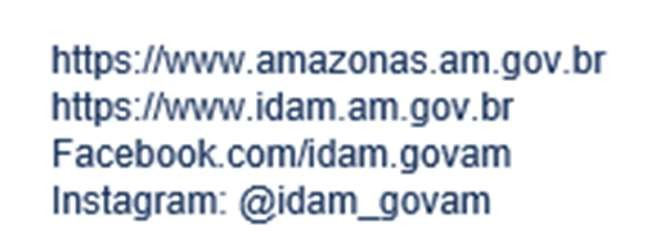 https://www.amazonas.am.gov.br
https://www.idam.am.gov.br
Facebook.com/idam.govam
Instagram: @idam_govam